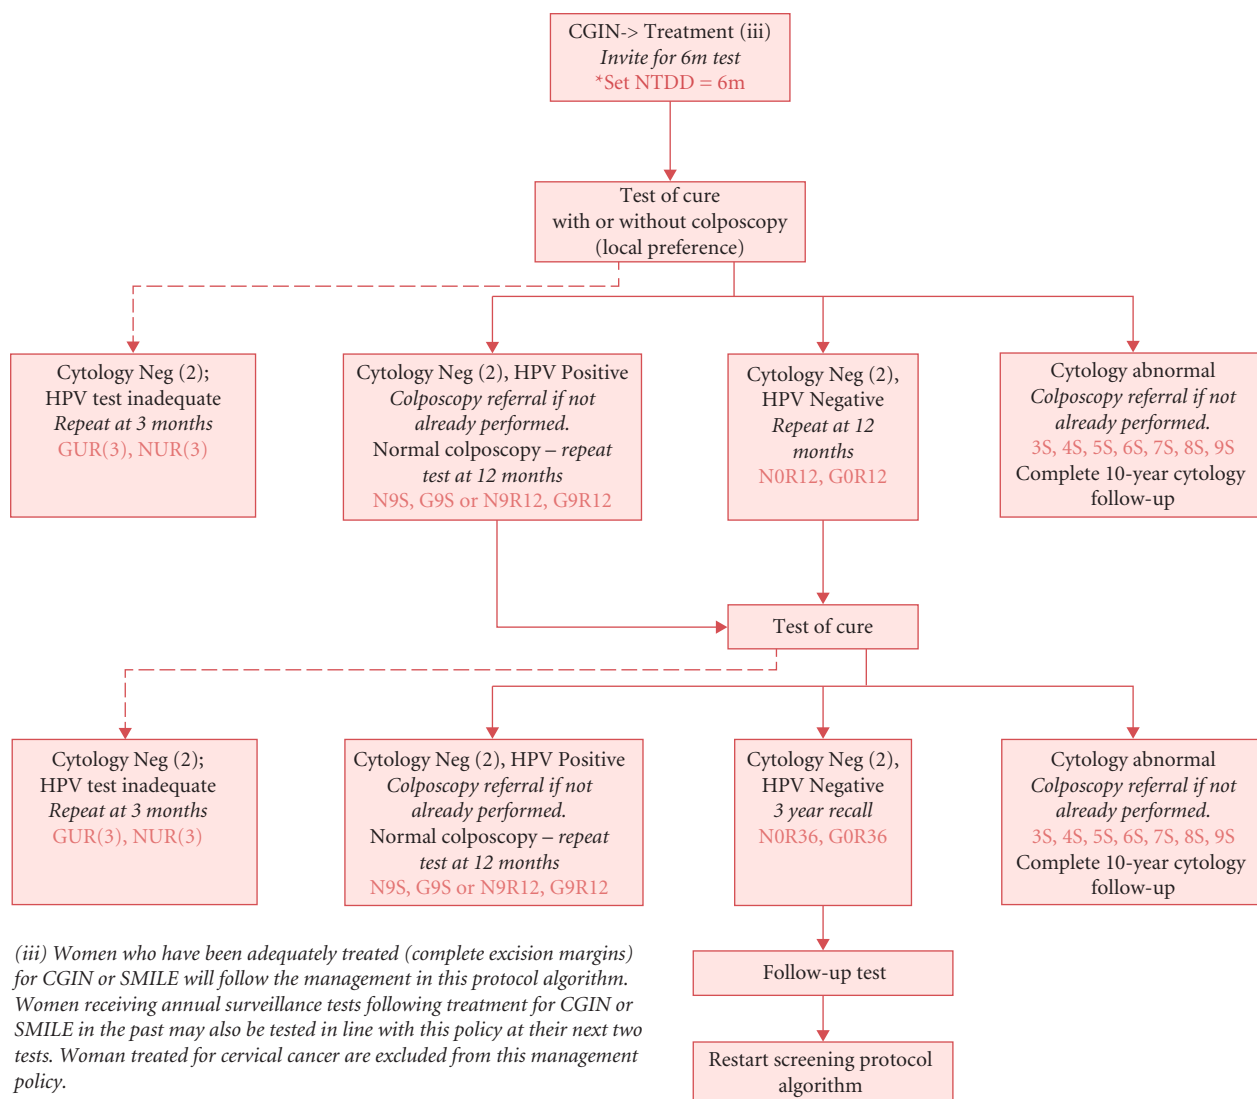 CGIN-> Treatment (iii)
Invite for 6m test
*Set NTDD = 6m
Test of cure
with or without colposcopy
(local preference)
Cytology Neg (2);
HPV test inadequate
Repeat at 3 months
GUR(3), NUR(3)
Cytology Neg (2), HPV Positive
Colposcopy referral if not
already performed.
Normal colposcopy – repeat
test at 12 months
N9S, G9S or N9R12, G9R12
Cytology Neg (2),
HPV Negative
Repeat at 12
months
N0R12, G0R12
Cytology abnormal
Colposcopy referral if not
already performed.
3S, 4S, 5S, 6S, 7S, 8S, 9S
Complete 10-year cytology
follow-up
Test of cure
Cytology Neg (2);
HPV test inadequate
Repeat at 3 months
GUR(3), NUR(3)
Cytology Neg (2), HPV Positive
Colposcopy referral if not
already performed.
Normal colposcopy – repeat
test at 12 months
N9S, G9S or N9R12, G9R12
Cytology Neg (2),
HPV Negative
3 year recall
N0R36, G0R36
Cytology abnormal
Colposcopy referral if not
already performed.
3S, 4S, 5S, 6S, 7S, 8S, 9S
Complete 10-year cytology
follow-up
(iii) Women who have been adequately treated (complete excision margins)
for CGIN or SMILE will follow the management in this protocol algorithm.
Women receiving annual surveillance tests following treatment for CGIN or
SMILE in the past may also be tested in line with this policy at their next two
tests. Woman treated for cervical cancer are excluded from this management
policy.
Follow-up test
Restart screening protocol
algorithm